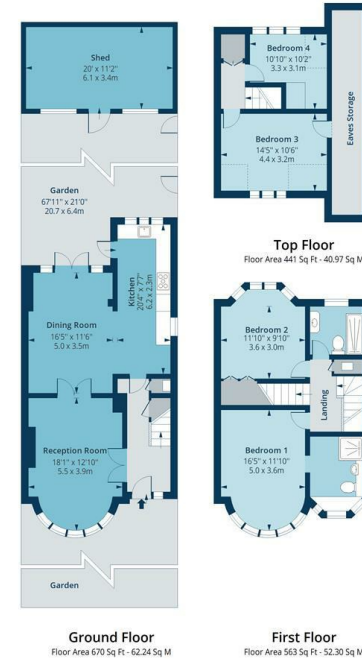 Shed
20' x 11'2"
6.1 x 3.4m
Garden
67'11" x 21'0"
20.7 x 6.4m
Kitchen
20'4" x 7'7"
6.2 x 2.3m
Dining Room
16'5" x 11'6"
5.0 x 3.5m
Reception Room
18'1" x 12'10"
5.5 x 3.9m
Garden
Ground Floor
Floor Area 670 Sq Ft - 62.24 Sq M
Bedroom 4
10'10" x 10'2"
3.3 x 3.1m
Eaves Storage
Bedroom 3
14'5" x 10'6"
4.4 x 3.2m
Top Floor
Floor Area 441 Sq Ft - 40.97 Sq M
Bedroom 2
11'10" x 9'10"
3.6 x 3.0m
Landing
Bedroom 1
16'5" x 11'10"
5.0 x 3.6m
First Floor
Floor Area 563 Sq Ft - 52.30 Sq M